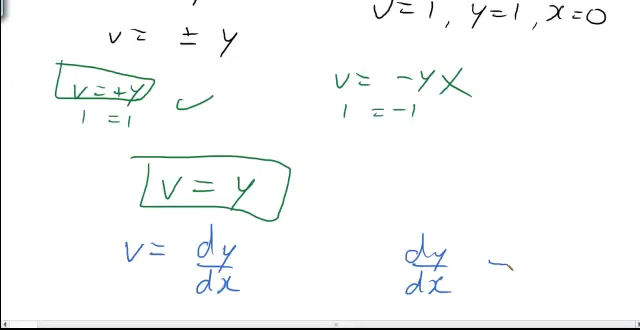 v = 1 , y = 1 , x = 0
v = ± y
v = +y ✓
1 = 1
v = -y X
1 = -1
v = y
v = dy/dx
dy/dx =